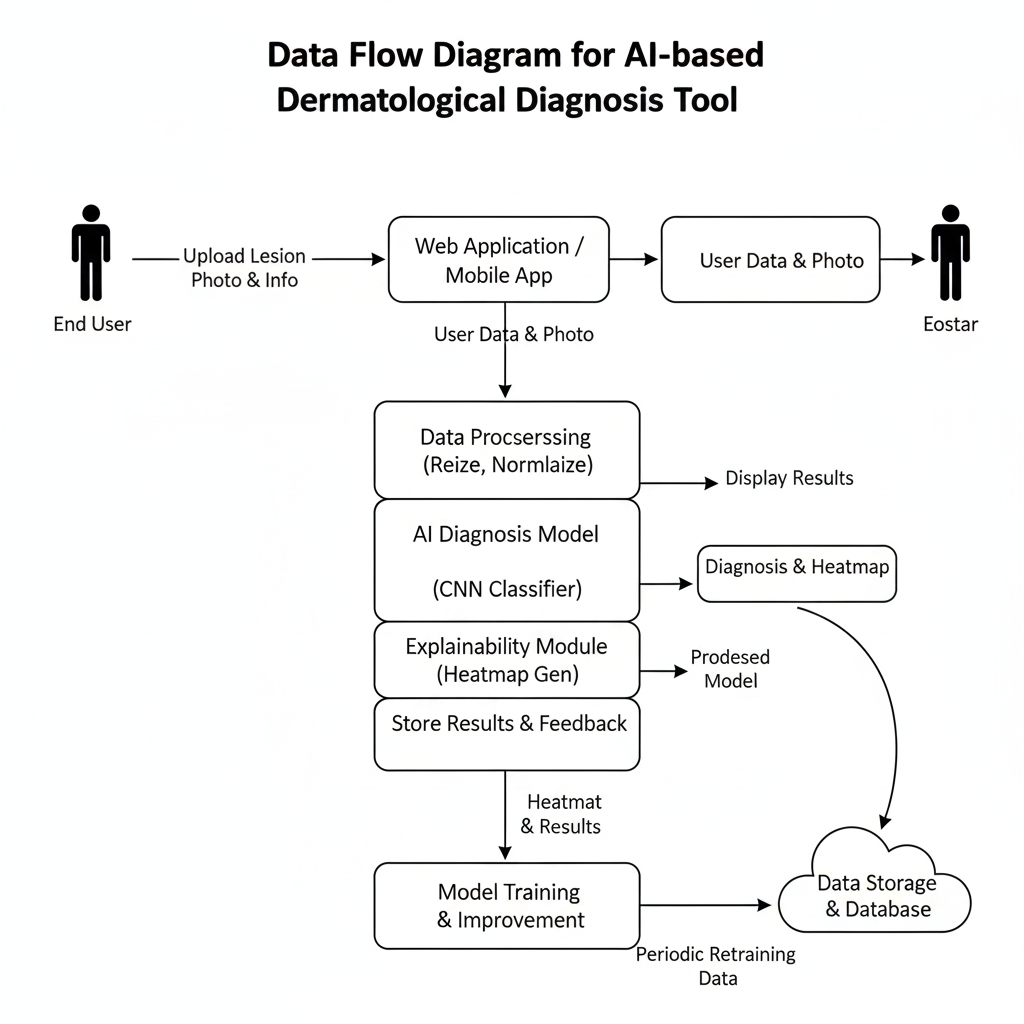 Data Flow Diagram for AI-based
Dermatological Diagnosis Tool
Upload Lesion
Photo & Info
End User
Web Application /
Mobile App
User Data & Photo
Eostar
User Data & Photo
Data Procserssing
(Reize, Normlaize)
Display Results
AI Diagnosis Model
(CNN Classifier)
Diagnosis & Heatmap
Explainability Module
(Heatmap Gen)
Prodesed
Model
Store Results & Feedback
Heatmat
& Results
Model Training
& Improvement
Data Storage
& Database
Periodic Retraining
Data